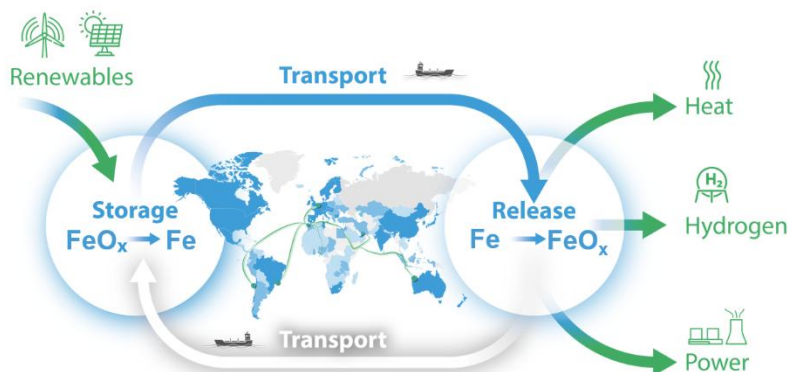 Renewables
Transport
Heat
Storage
FeOₓ → Fe
Release
Fe → FeOₓ
H₂
Hydrogen
Transport
Power